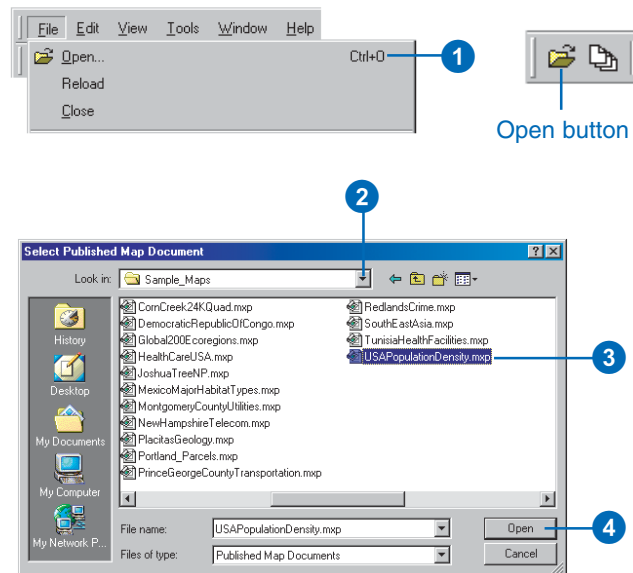 File Edit View Tools Window Help
Open... Ctrl+O 1
Reload
Close
Open button
2
Select Published Map Document
Look in: Sample_Maps
History
Desktop
My Documents
My Computer
My Network P...
CornCreek24KQuad.mxp
DemocraticRepublicOfCongo.mxp
Global200Ecoregions.mxp
HealthCareUSA.mxp
JoshuaTreeNP.mxp
MexicoMajorHabitatTypes.mxp
MontgomeryCountyUtilities.mxp
NewHampshireTelecom.mxp
PlacitasGeology.mxp
Portland_Parcels.mxp
PrinceGeorgeCountyTransportation.mxp
RedlandsCrime.mxp
SouthEastAsia.mxp
TunisiaHealthFacilities.mxp
USAPopulationDensity.mxp 3
File name: USAPopulationDensity.mxp Open 4
Files of type: Published Map Documents Cancel